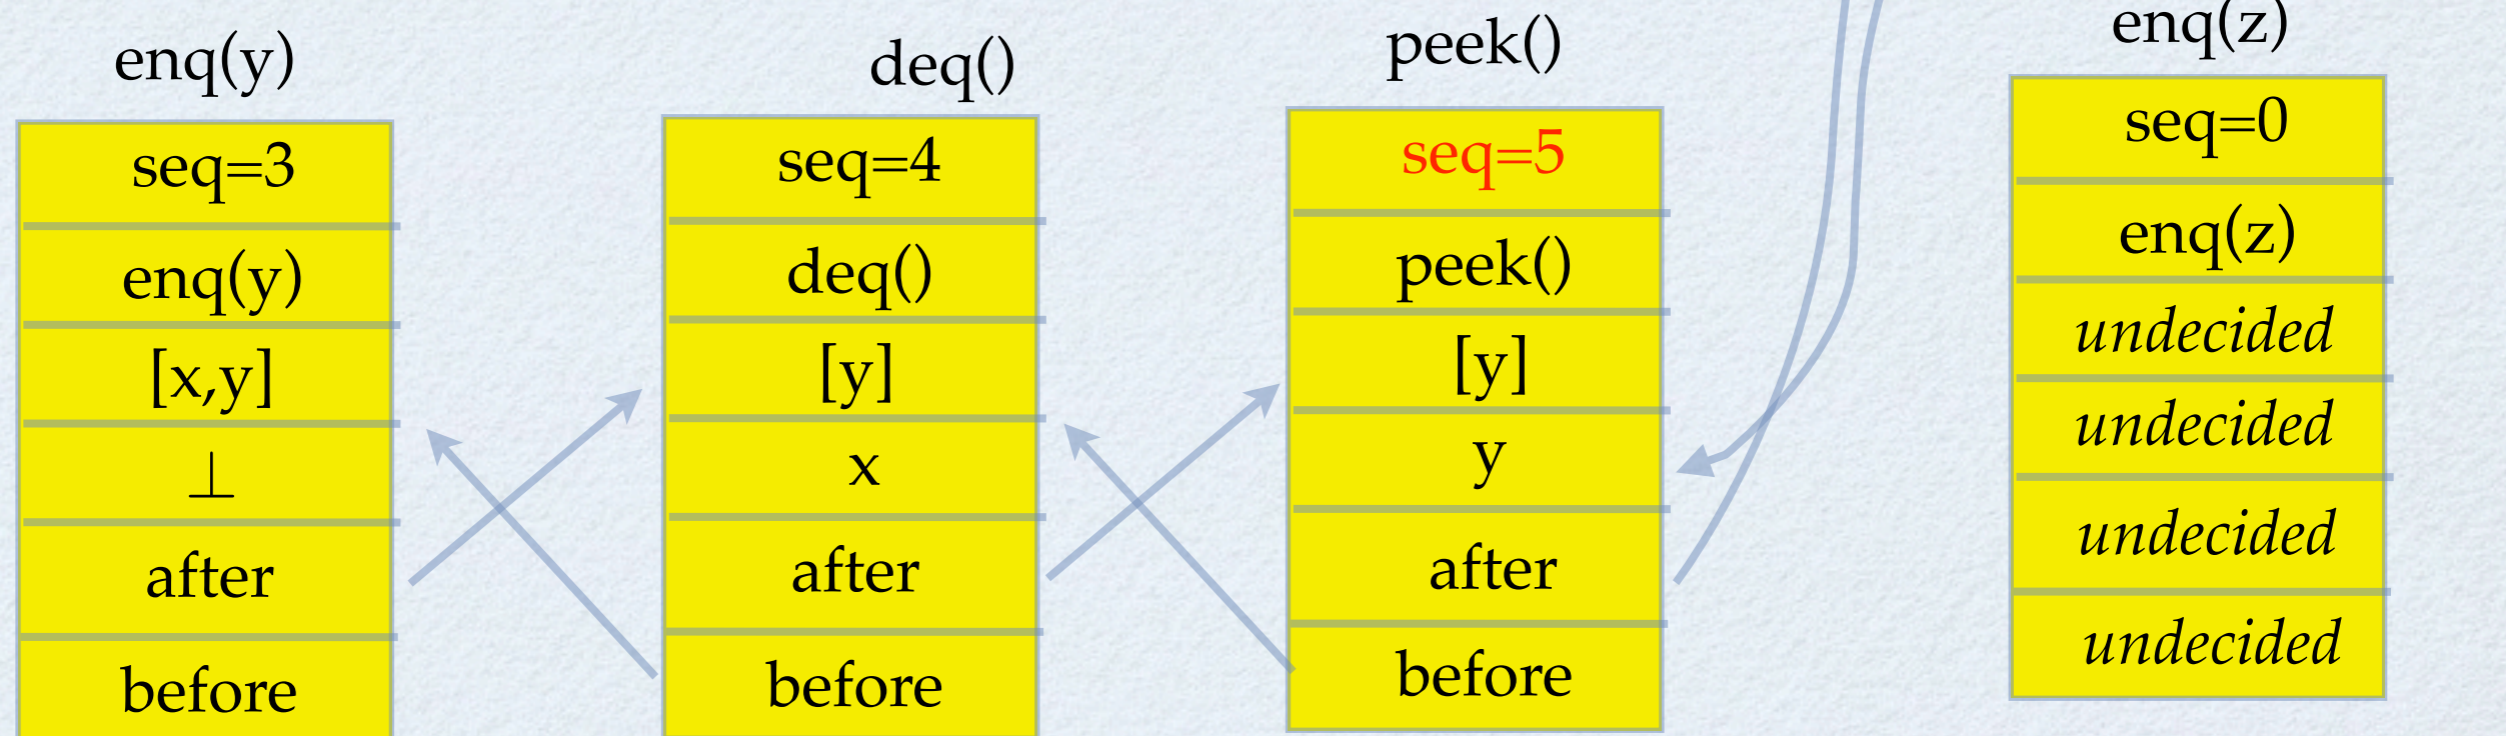 enq(y)
seq=3
enq(y)
[x,y]
⊥
after
before
deq()
seq=4
deq()
[y]
x
after
before
peek()
seq=5
peek()
[y]
y
after
before
enq(z)
seq=0
enq(z)
undecided
undecided
undecided
undecided